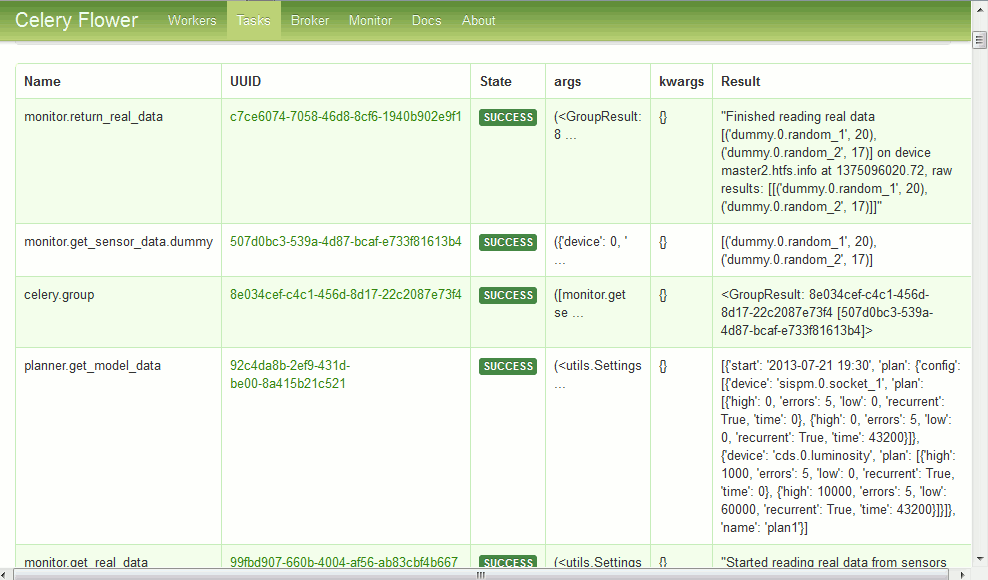 Celery Flower Workers Tasks Broker Monitor Docs About
Name UUID State args kwargs Result
monitor.return_real_data c7ce6074-7058-46d8-8cf6-1940b902e9f1 SUCCESS (<GroupResult: {} "Finished reading real data
8 ... [('dummy.0.random_1', 20),
('dummy.0.random_2', 17)] on device
master2.htfs.info at 1375096020.72, raw
results: [[('dummy.0.random_1', 20),
('dummy.0.random_2', 17)]]"
monitor.get_sensor_data.dummy 507d0bc3-539a-4d87-bcaf-e733f81613b4 SUCCESS ({'device': 0, ' {} [('dummy.0.random_1', 20),
... ('dummy.0.random_2', 17)]
celery.group 8e034cef-c4c1-456d-8d17-22c2087e73f4 SUCCESS ([monitor.get {} <GroupResult: 8e034cef-c4c1-456d-
se ... 8d17-22c2087e73f4 [507d0bc3-539a-
4d87-bcaf-e733f81613b4]>
planner.get_model_data 92c4da8b-2ef9-431d- SUCCESS (<utils.Settings {} [{'start': '2013-07-21 19:30', 'plan': {'config':
be00-8a415b21c521 ... [{'device': 'sispm.0.socket_1', 'plan':
[{'high': 0, 'errors': 5, 'low': 0, 'recurrent':
True, 'time': 0}, {'high': 0, 'errors': 5, 'low':
0, 'recurrent': True, 'time': 43200}]},
{'device': 'cds.0.luminosity', 'plan': [{'high':
1000, 'errors': 5, 'low': 0, 'recurrent': True,
'time': 0}, {'high': 10000, 'errors': 5, 'low':
60000, 'recurrent': True, 'time': 43200}]}]},
'name': 'plan1'}]
monitor.get_real_data 99fbd907-660b-4004-af56-ab83cbf4b667 SUCCESS (<utils.Settings {} "Started reading real data from sensors